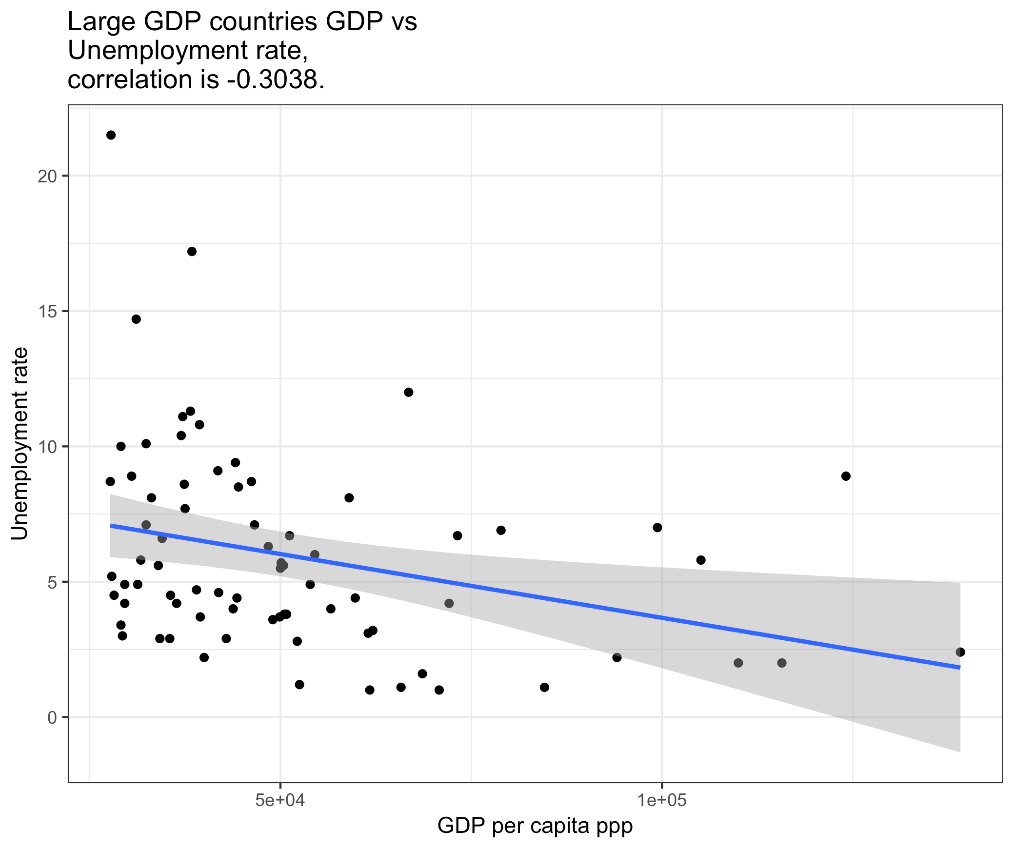 Large GDP countries GDP vs
Unemployment rate,
correlation is -0.3038.
Unemployment rate
20
15
10
5
0
5e+04
1e+05
GDP per capita ppp